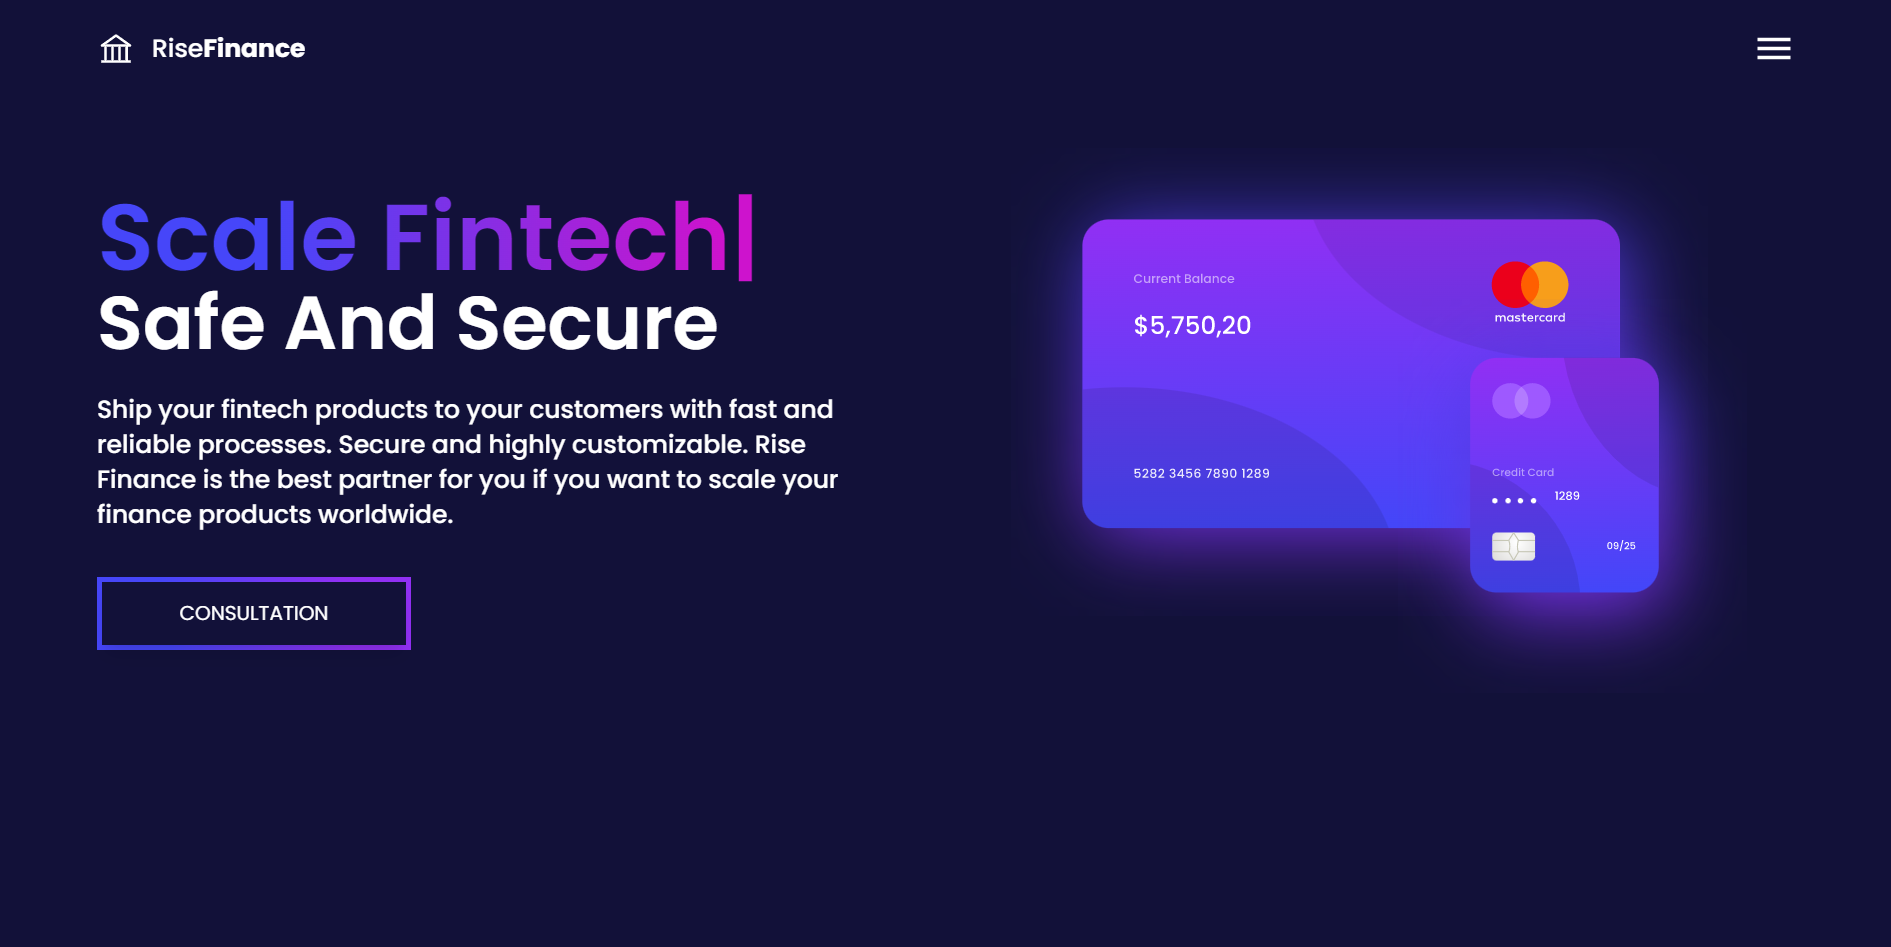 RiseFinance
Scale Fintech|
Safe And Secure
Ship your fintech products to your customers with fast and
reliable processes. Secure and highly customizable. Rise
Finance is the best partner for you if you want to scale your
finance products worldwide.
CONSULTATION
Current Balance
$5,750,20
mastercard
5282 3456 7890 1289
Credit Card
•••• 1289
09/25